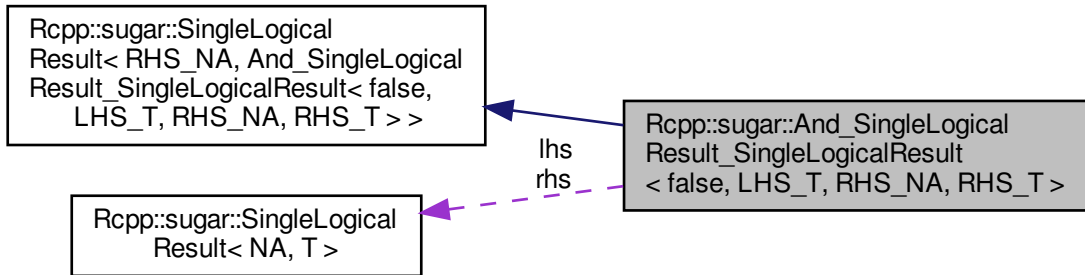 Rcpp::sugar::SingleLogical
Result< RHS_NA, And_SingleLogical
Result_SingleLogicalResult< false,
LHS_T, RHS_NA, RHS_T > >
Rcpp::sugar::And_SingleLogical
Result_SingleLogicalResult
< false, LHS_T, RHS_NA, RHS_T >
lhs
rhs
Rcpp::sugar::SingleLogical
Result< NA, T >